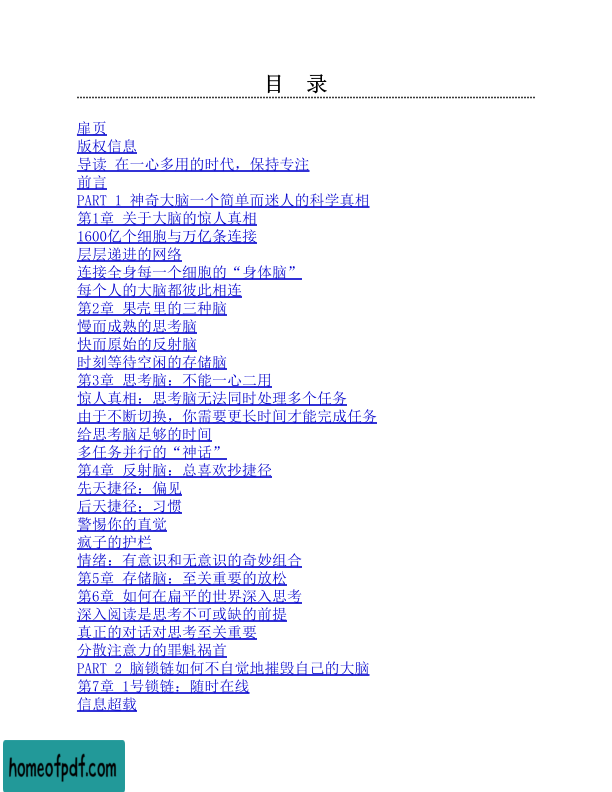 目 录
扉页
版权信息
导读 在一心多用的时代，保持专注
前言
PART 1 神奇大脑一个简单而迷人的科学真相
第1章 关于大脑的惊人真相
1600亿个细胞与万亿条连接
层层递进的网络
连接全身每一个细胞的“身体脑”
每个人的大脑都彼此相连
第2章 果壳里的三种脑
慢而成熟的思考脑
快而原始的反射脑
时刻等待空闲的存储脑
第3章 思考脑：不能一心二用
惊人真相：思考脑无法同时处理多个任务
由于不断切换，你需要更长时间才能完成任务
给思考脑足够的时间
多任务并行的“神话”
第4章 反射脑：总喜欢抄捷径
先天捷径：偏见
后天捷径：习惯
警惕你的直觉
疯子的护栏
情绪：有意识和无意识的奇妙组合
第5章 存储脑：至关重要的放松
第6章 如何在扁平的世界深入思考
深入阅读是思考不可或缺的前提
真正的对话对思考至关重要
分散注意力的罪魁祸首
PART 2 脑锁链如何不自觉地摧毁自己的大脑
第7章 1号锁链：随时在线
信息超载
homeofpdf.com